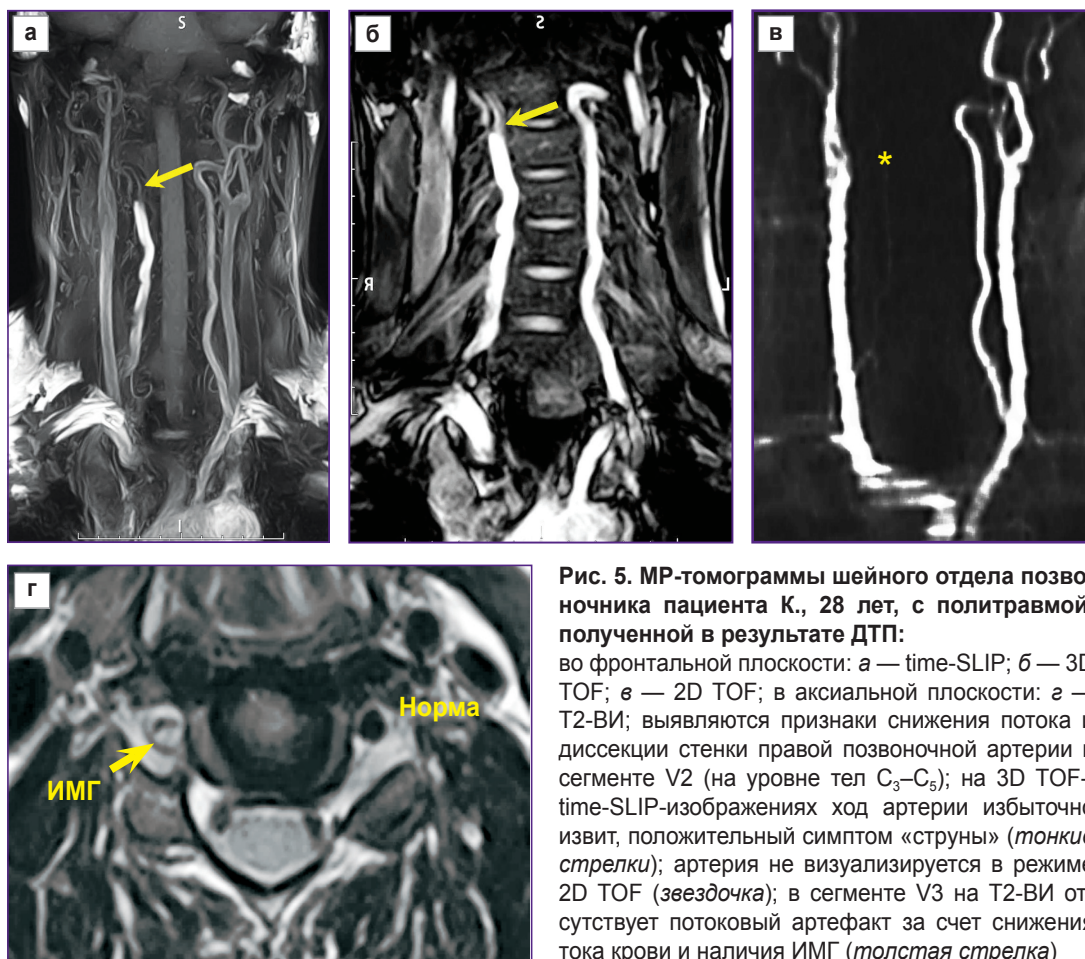 а
S
б
S
R
L
в
*
г
Норма
ИМГ
Рис. 5. МР-томограммы шейного отдела позво
ночника пациента К., 28 лет, с политравмой
полученной в результате ДТП:
во фронтальной плоскости: а — time-SLIP; б — 3D
TOF; в — 2D TOF; в аксиальной плоскости: г —
Т2-ВИ; выявляются признаки снижения потока
диссекции стенки правой позвоночной артерии
сегменте V2 (на уровне тел С₃–С₅); на 3D TOF-
time-SLIP-изображениях ход артерии избыточно
извит, положительный симптом «струны» (тонкие
стрелки); артерия не визуализируется в режиме
2D TOF (звездочка); в сегменте V3 на Т2-ВИ от
сутствует потоковый артефакт за счет снижения
тока крови и наличия ИМГ (толстая стрелка)